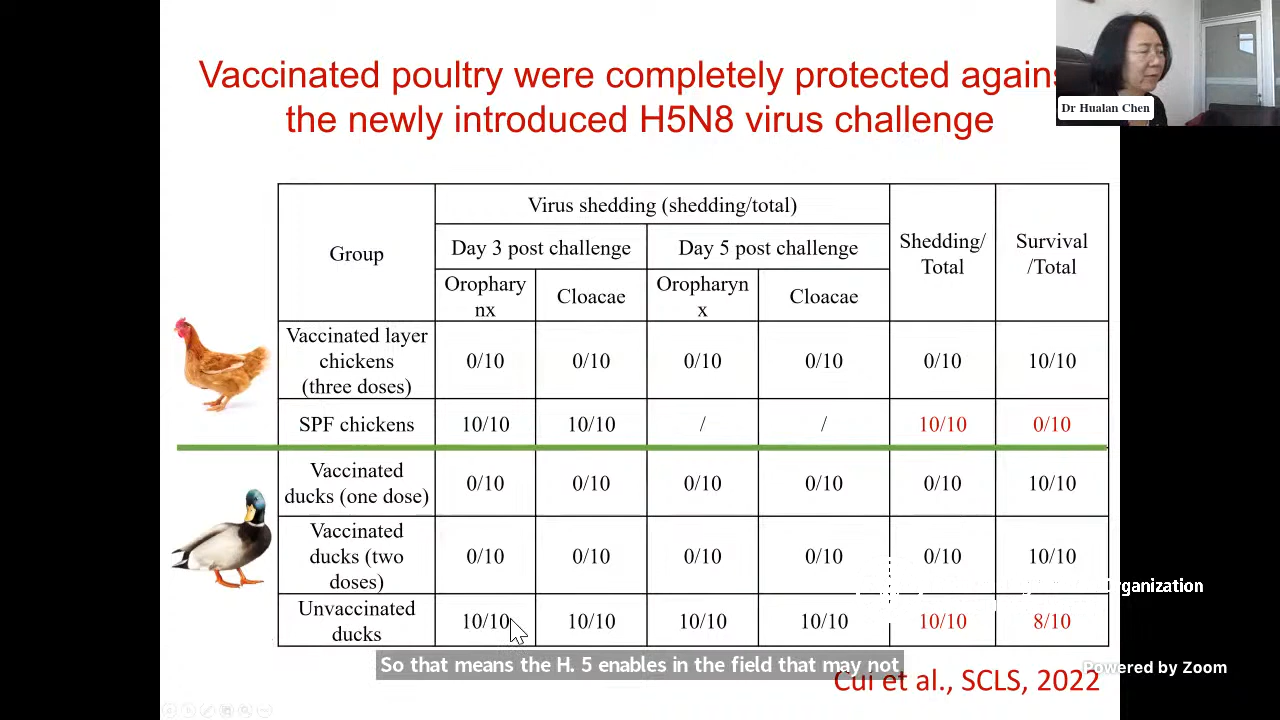 Vaccinated poultry were completely protected agains
the newly introduced H5N8 virus challenge
Dr Hualan Chen
Group
Virus shedding (shedding/total)
Shedding/
Total
Survival
/Total
Day 3 post challenge
Day 5 post challenge
Orophary
nx
Cloacae
Oropharyn
x
Cloacae
Vaccinated layer
chickens
(three doses)
0/10
0/10
0/10
0/10
0/10
10/10
SPF chickens
10/10
10/10
/
/
10/10
0/10
Vaccinated
ducks (one dose)
0/10
0/10
0/10
0/10
0/10
10/10
Vaccinated
ducks (two
doses)
0/10
0/10
0/10
0/10
0/10
10/10
Unvaccinated
ducks
10/10
10/10
10/10
10/10
10/10
8/10
So that means the H. 5 enables in the field that may not
Cui et al., SCLS, 2022
Powered by Zoom